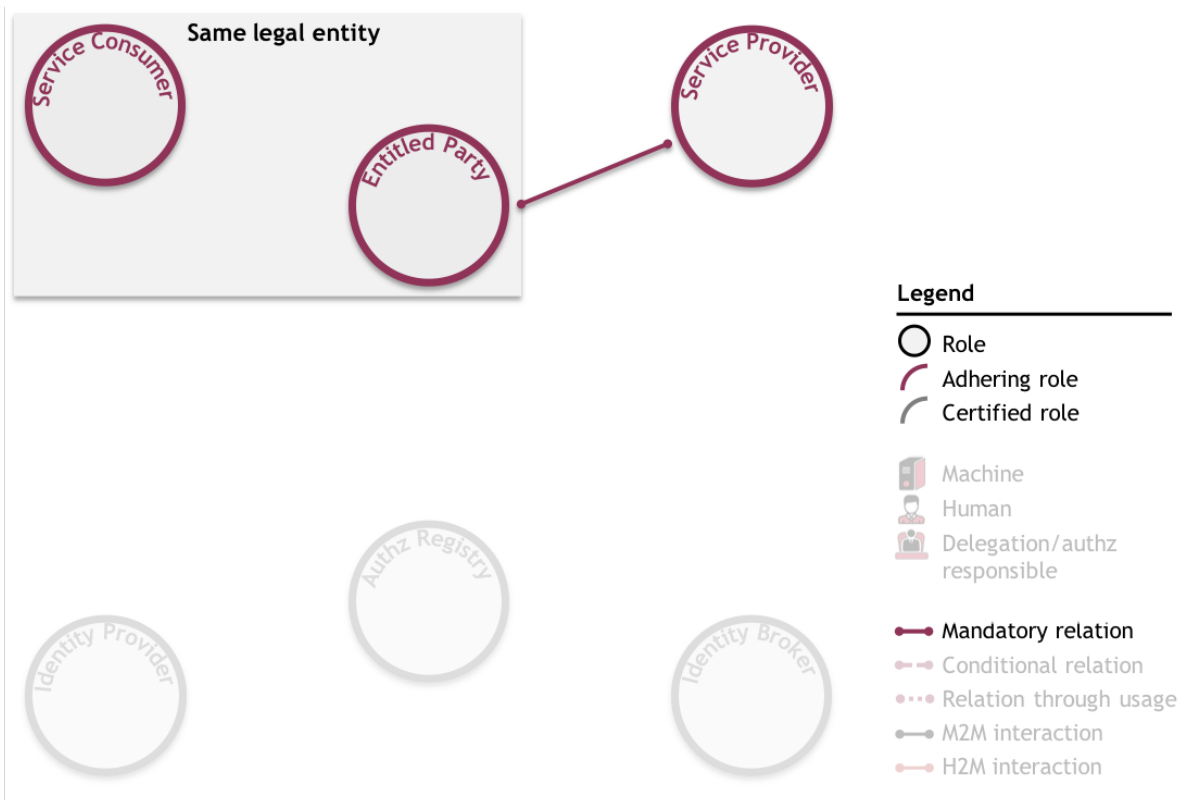 Same legal entity
Service Consumer
Service Provider
Entitled Party
Legend
Role
Adhering role
Certified role
Machine
Human
Delegation/authz
responsible
Authz Registry
Identity Provider
Identity Broker
Mandatory relation
Conditional relation
Relation through usage
M2M interaction
H2M interaction